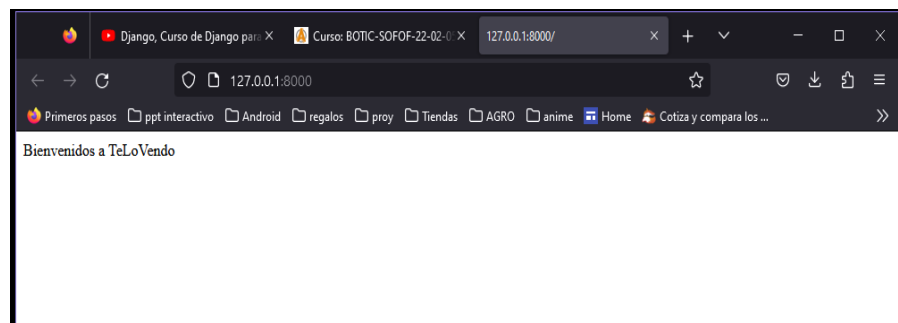 Django, Curso de Django para
Curso: BOTIC-SOFOF-22-02-0
127.0.0.1:8000/
127.0.0.1:8000
Primeros pasos
ppt interactivo
Android
regalos
proy
Tiendas
AGRO
anime
Home
Cotiza y compara los ...
Bienvenidos a TeLoVendo